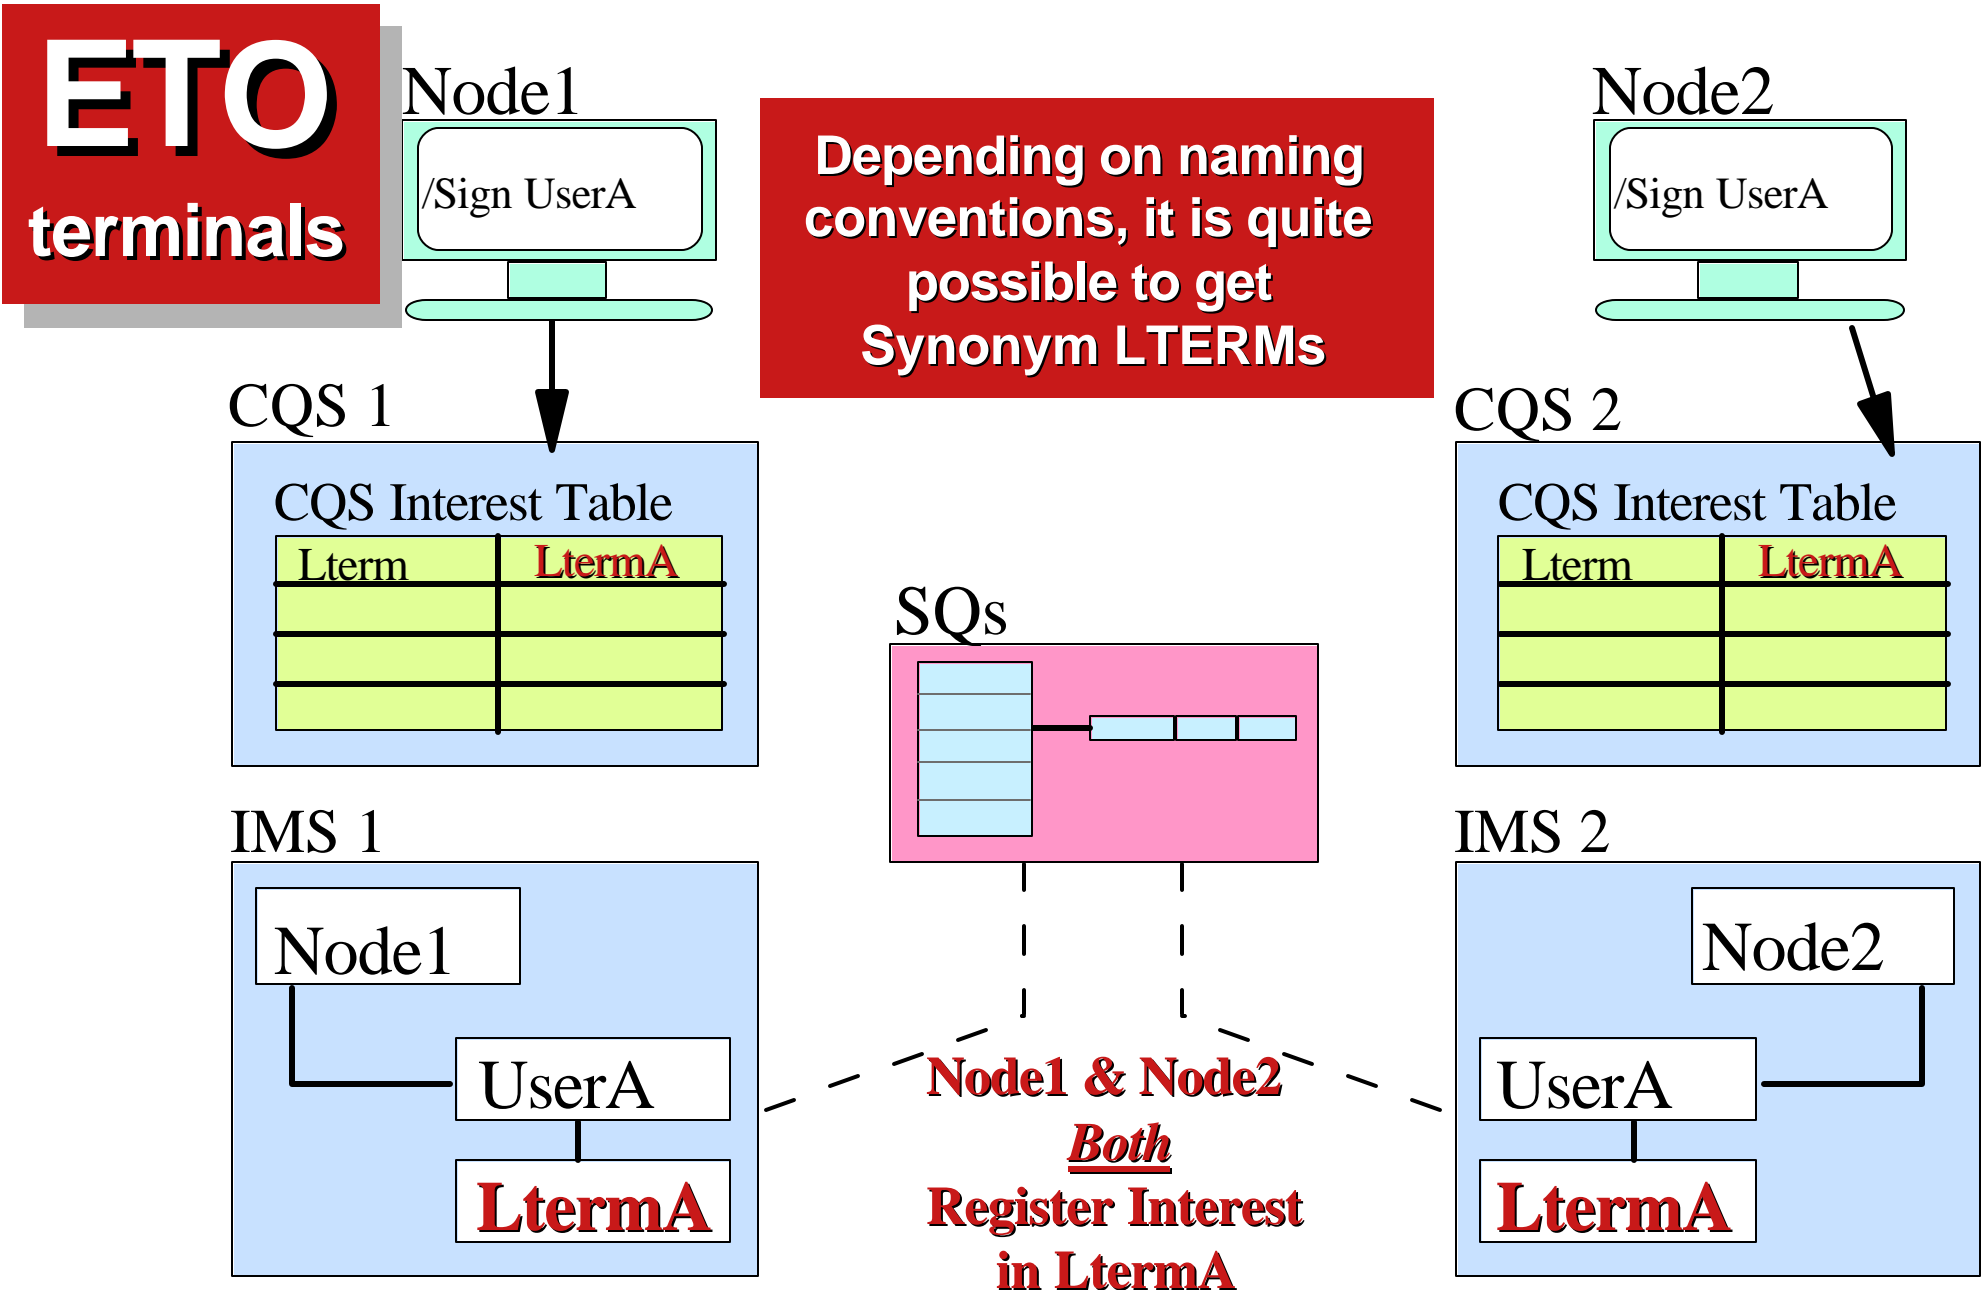 ETO
terminals
Node1
/Sign UserA
Depending on naming
conventions, it is quite
possible to get
Synonym LTERMs
Node2
/Sign UserA
CQS 1
CQS Interest Table
Lterm LtermA
CQS 2
CQS Interest Table
Lterm LtermA
SQs
IMS 1
Node1
UserA
LtermA
Node1 & Node2
Both
Register Interest
in LtermA
IMS 2
Node2
UserA
LtermA